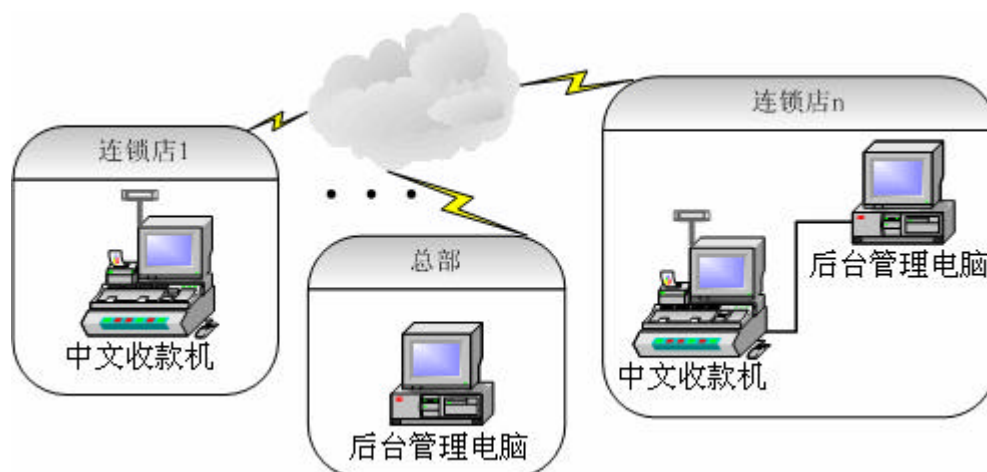 连锁店1
中文收款机
总部
后台管理电脑
连锁店n
后台管理电脑
中文收款机